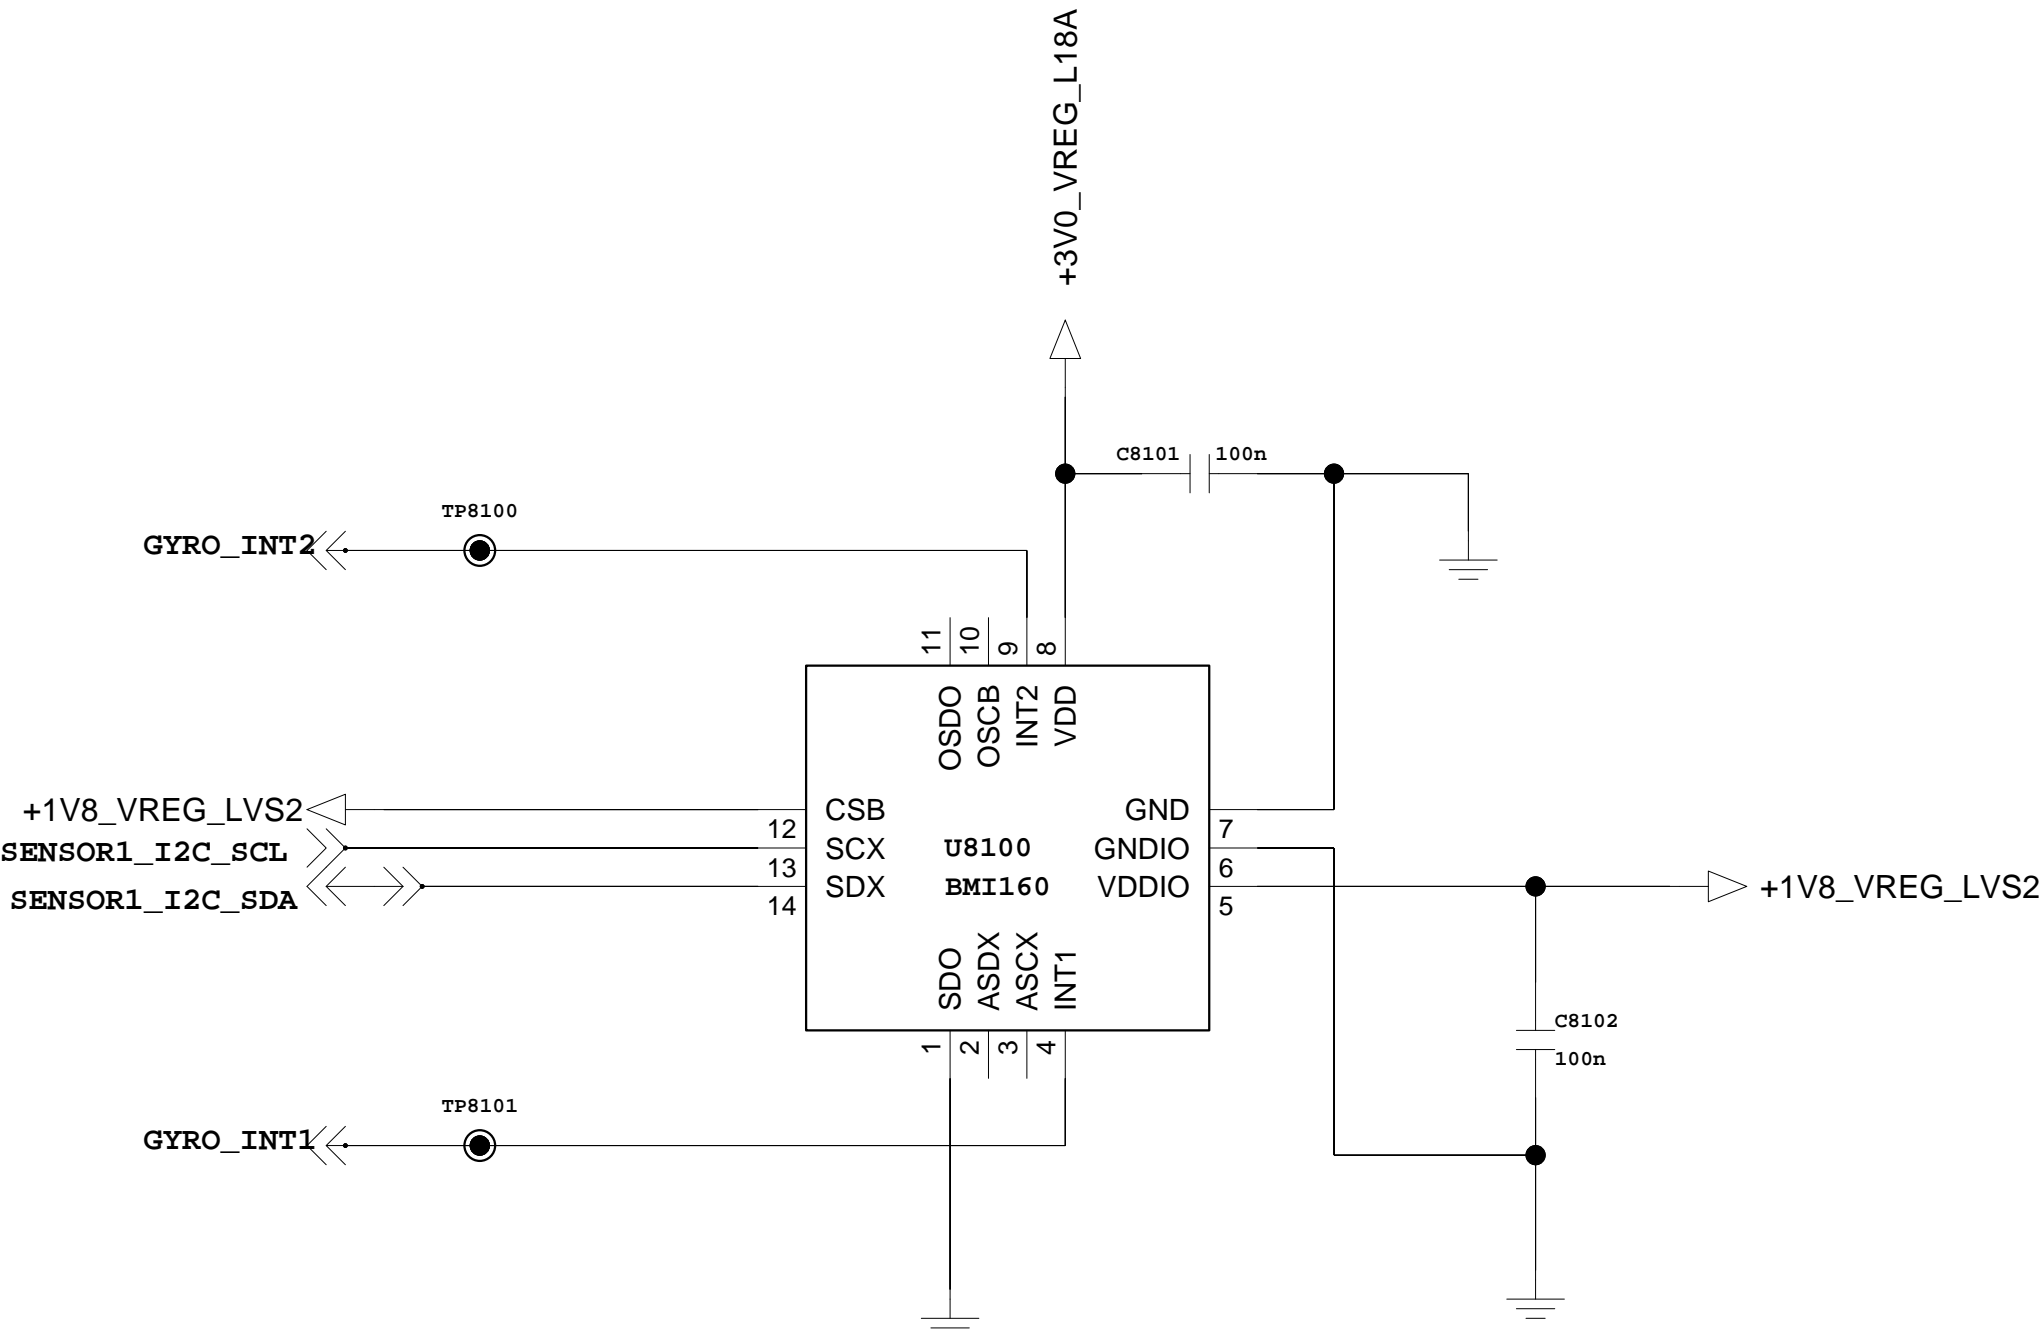 +3V0_VREG_L18A
C8101 100n
TP8100
GYRO_INT2
11 10 9 8
OSDO OSCB INT2 VDD
+1V8_VREG_LVS2 CSB GND
12 7
SENSOR1_I2C_SCL SCX U8100 GNDIO
13 6
SENSOR1_I2C_SDA SDX BMI160 VDDIO +1V8_VREG_LVS2
14 5
SDO ASDX ASCX INT1
1 2 3 4
C8102
100n
TP8101
GYRO_INT1